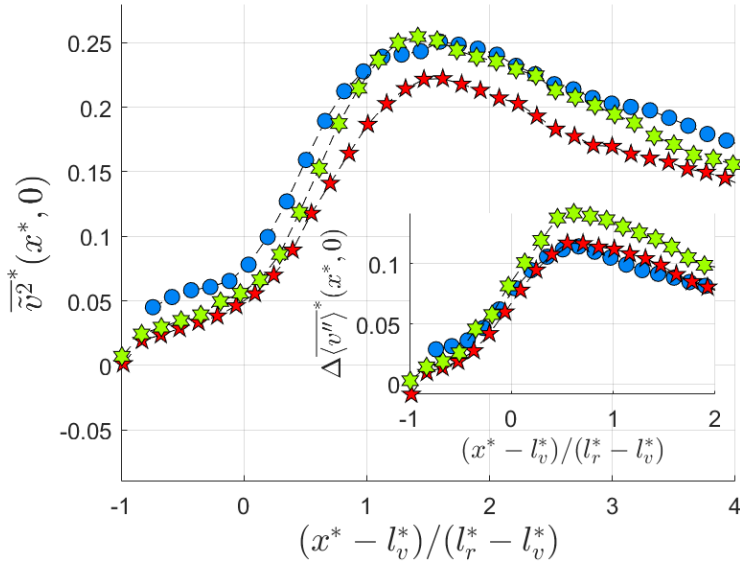 0.25
0.2
0.15
0.1
0.05
0
-0.05
-1 0 1 2 3 4
$\overline{\tilde{v}^2}^*(x^*, 0)$
$(x^* - l_v^*)/(l_r^* - l_v^*)$
0.1
0.05
0
-1 0 1 2
$\Delta\overline{\langle v'' \rangle}^*(x^*, 0)$
$(x^* - l_v^*)/(l_r^* - l_v^*)$